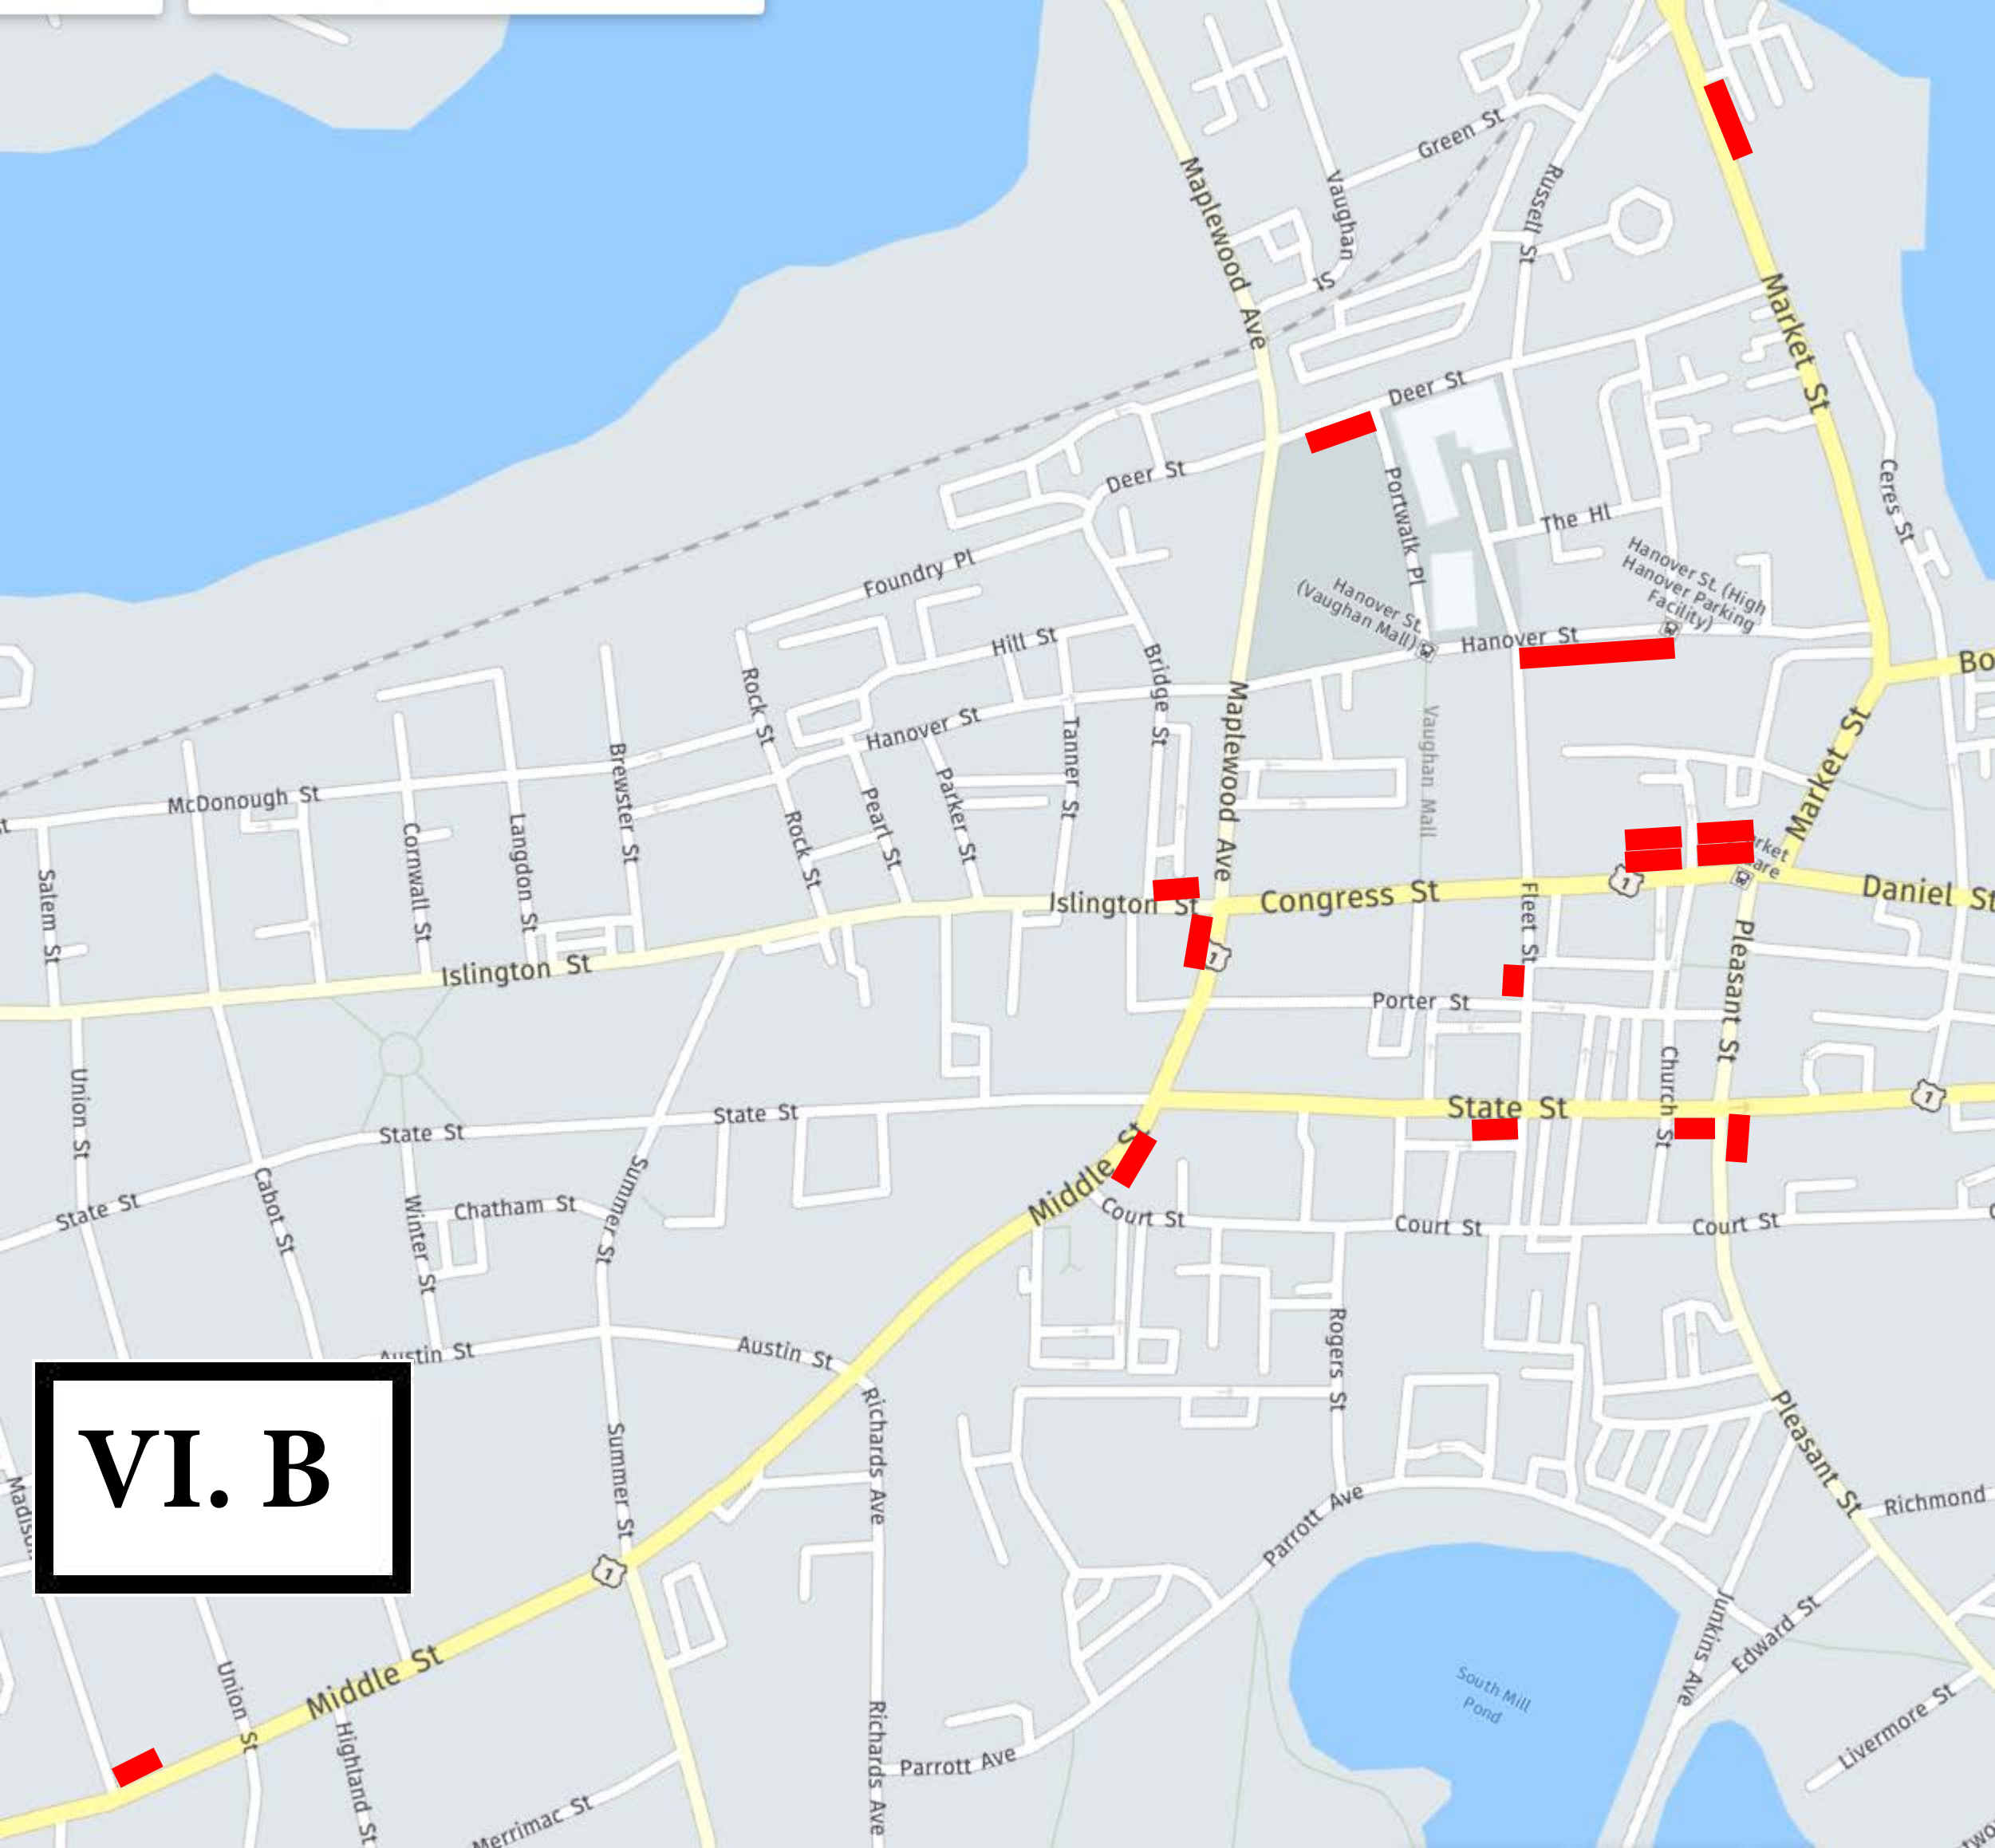 Green St
Vaughan
St
Russell St
Maplewood Ave
Market St
Deer St
Deer St
Portwalk Pl
The Hl
Ceres St
Hanover St. (High
Hanover Parking
Facility)
Hanover St.
(Vaughan Mall)
Hanover St
Foundry Pl
Hill St
Bridge St
Rock St
Hanover St
Tanner St
Maplewood Ave
Vaughan Mall
Market St
Bo
McDonough St
Brewster St
Pearl St
Parker St
Rock St
Cornwall St
Langdon St
Salem St
Islington St
1
Congress St
Fleet St
1
Daniel St
Islington St
Porter St
Pleasant St
Union St
Church St
State St
State St
State St
1
State St
Cabot St
Winter St
Chatham St
Summer St
Middle St
Court St
Court St
Court St
Austin St
Austin St
Rogers St
Richards Ave
Pleasant St
VI. B
Summer St
Parrott Ave
Richmond
1
Junkins Ave
Edward St
Union St
Middle St
South Mill
Pond
Livermore St
Highland St
Richards Ave
Parrott Ave
Merrimac St